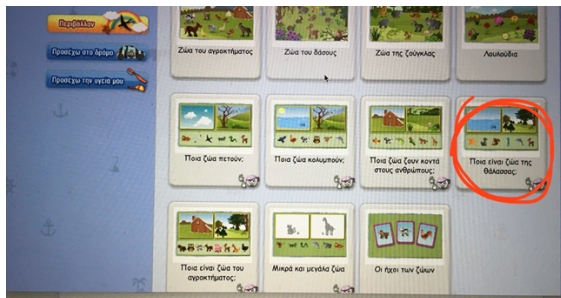 Περιβάλλον
Προσέχω στο δρόμο
Προσέχω την υγεία μου
Ζώα του αγροκτήματος
Ζώα του δάσους
Ζώα της ζούγκλας
Λουλούδια
Ποια ζώα πετούν;
Ποια ζώα κολυμπούν;
Ποια ζώα ζουν κοντά
στους ανθρώπους;
Ποια είναι ζώα της
θάλασσας;
Ποια είναι ζώα του
αγροκτήματος;
Μικρά και μεγάλα ζώα
Οι ήχοι των ζώων